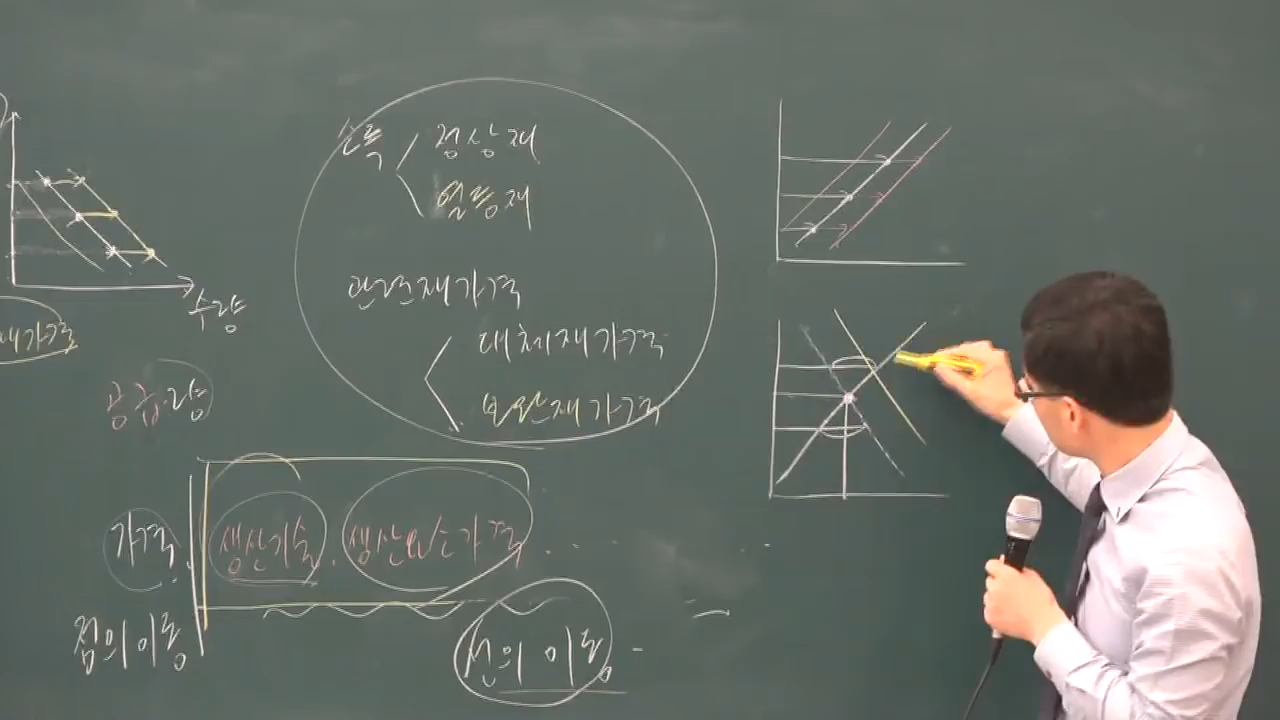 소득 정상재
열등재
관련재가격
대체재가격
보완재가격
수량
재가격
공급량
가격. 생산기술. 생산요소가격 ....
점의 이동
선의 이동